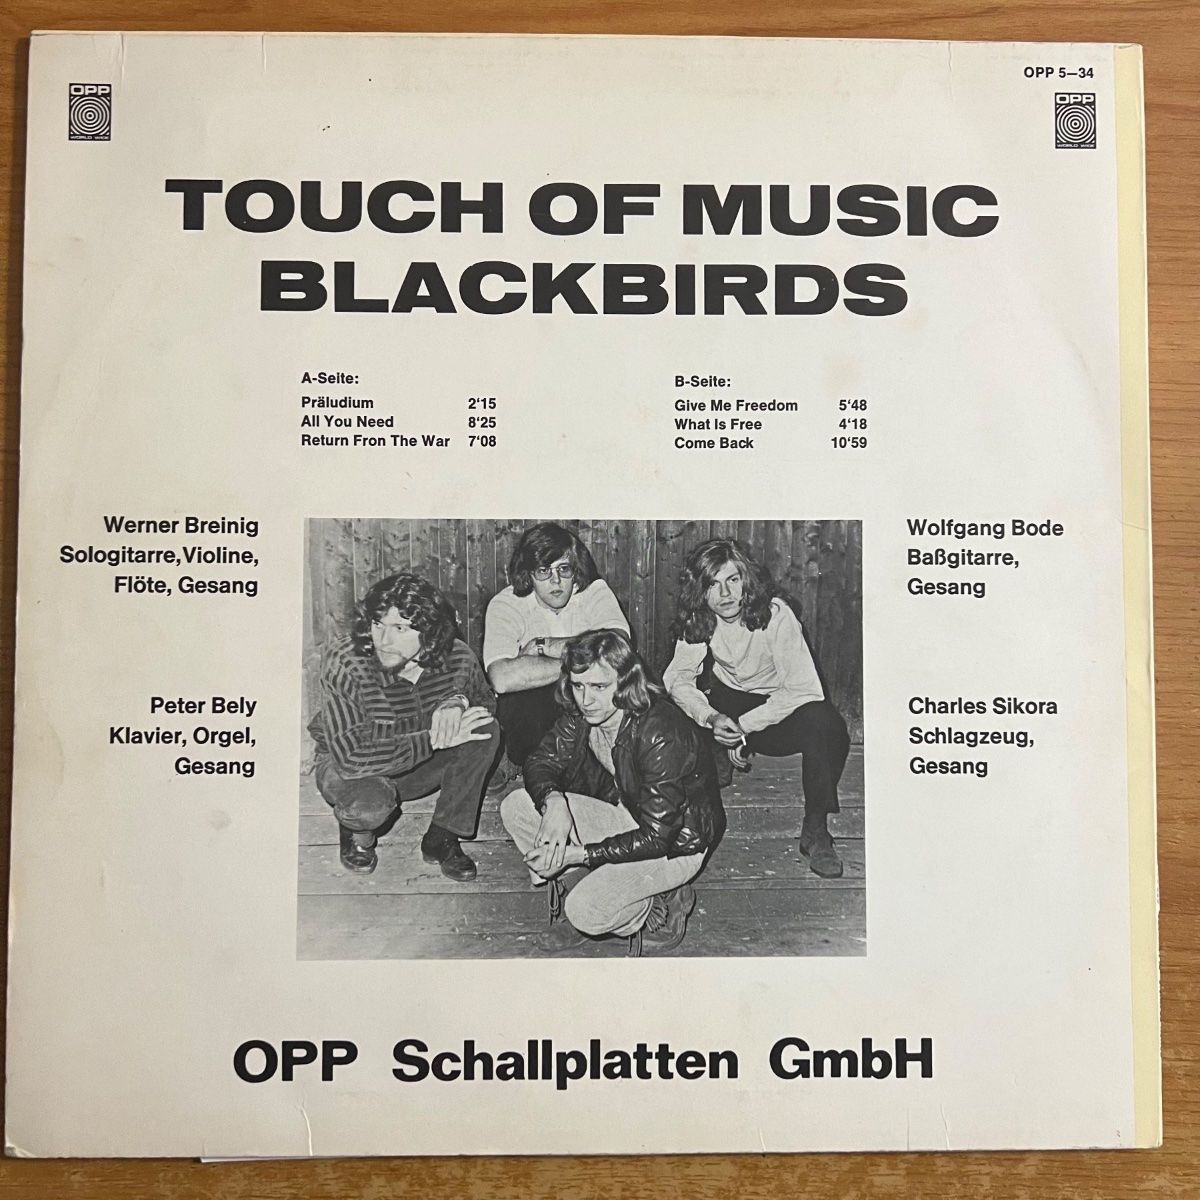 OPP 5–34
OPP
WORLD WIDE
OPP
WORLD WIDE
TOUCH OF MUSIC
BLACKBIRDS
A-Seite:
Präludium 2'15
All You Need 8'25
Return Fron The War 7'08
B-Seite:
Give Me Freedom 5'48
What Is Free 4'18
Come Back 10'59
Werner Breinig
Sologitarre,Violine,
Flöte, Gesang
Peter Bely
Klavier, Orgel,
Gesang
Wolfgang Bode
Baßgitarre,
Gesang
Charles Sikora
Schlagzeug,
Gesang
OPP Schallplatten GmbH